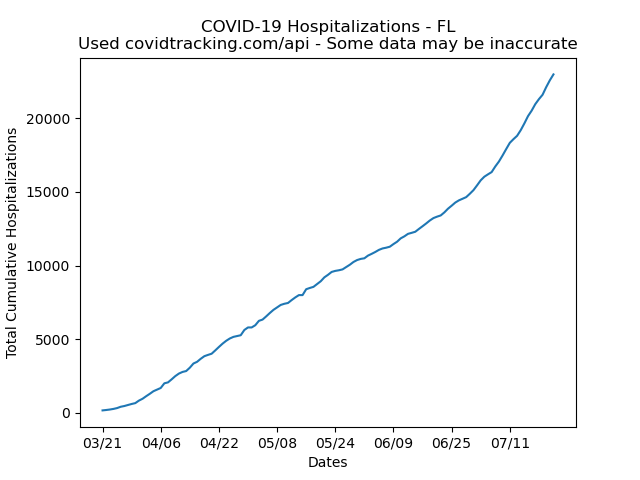 COVID-19 Hospitalizations - FL
Used covidtracking.com/api - Some data may be inaccurate
Total Cumulative Hospitalizations
20000
15000
10000
5000
0
03/21 04/06 04/22 05/08 05/24 06/09 06/25 07/11
Dates